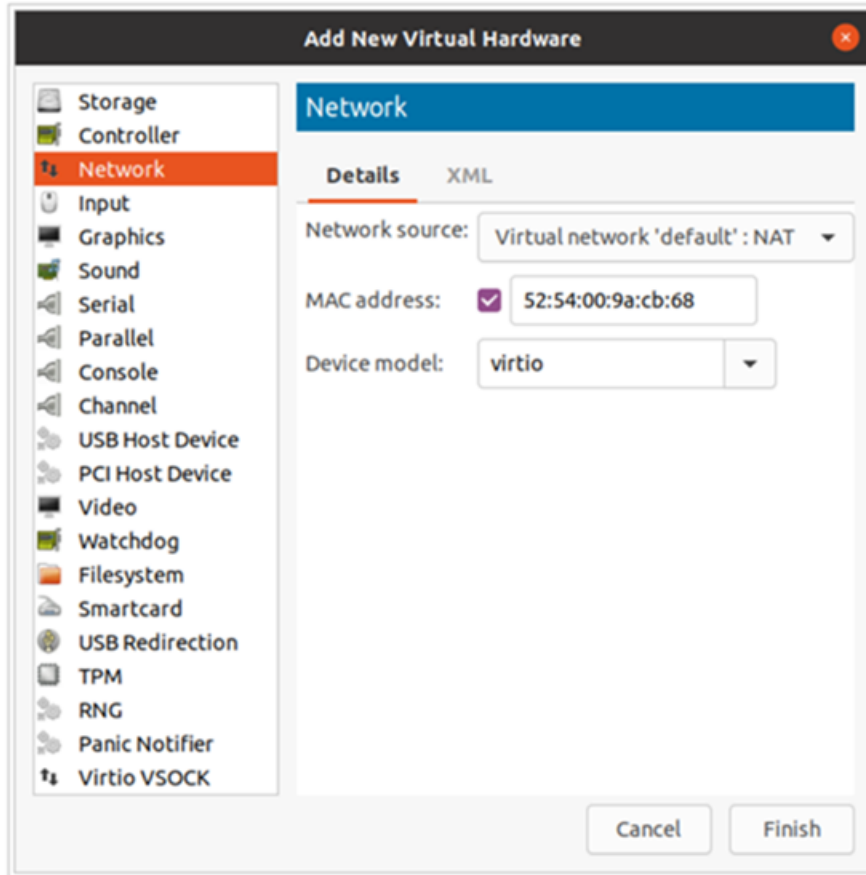 Add New Virtual Hardware
Storage
Controller
Network
Input
Graphics
Sound
Serial
Parallel
Console
Channel
USB Host Device
PCI Host Device
Video
Watchdog
Filesystem
Smartcard
USB Redirection
TPM
RNG
Panic Notifier
Virtio VSOCK
Network
Details XML
Network source: Virtual network 'default' : NAT
MAC address: 52:54:00:9a:cb:68
Device model: virtio
Cancel Finish